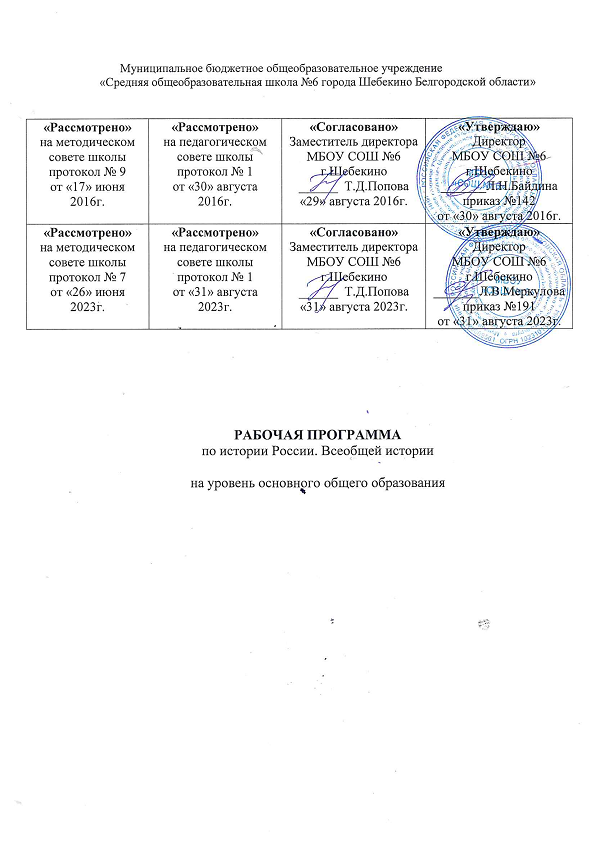 Муниципальное бюджетное общеобразовательное учреждение
«Средняя общеобразовательная школа №6 города Шебекино Белгородской области»
«Рассмотрено»
на методическом
совете школы
протокол № 9
от «17» июня
2016г.
«Рассмотрено»
на педагогическом
совете школы
протокол № 1
от «30» августа
2016г.
«Согласовано»
Заместитель директора
МБОУ СОШ №6
г.Шебекино
Т.Д.Попова
«29» августа 2016г.
«Утверждаю»
Директор
МБОУ СОШ №6
г.Шебекино
Л.Н.Байдина
приказ №142
от «30» августа 2016г.
«Рассмотрено»
на методическом
совете школы
протокол № 7
от «26» июня
2023г.
«Рассмотрено»
на педагогическом
совете школы
протокол № 1
от «31» августа
2023г.
«Согласовано»
Заместитель директора
МБОУ СОШ №6
г.Шебекино
Т.Д.Попова
«31» августа 2023г.
«Утверждаю»
Директор
МБОУ СОШ №6
г.Шебекино
Л.В.Меркулова
приказ №191
от «31» августа 2023г.
РАБОЧАЯ ПРОГРАММА
по истории России. Всеобщей истории
на уровень основного общего образования